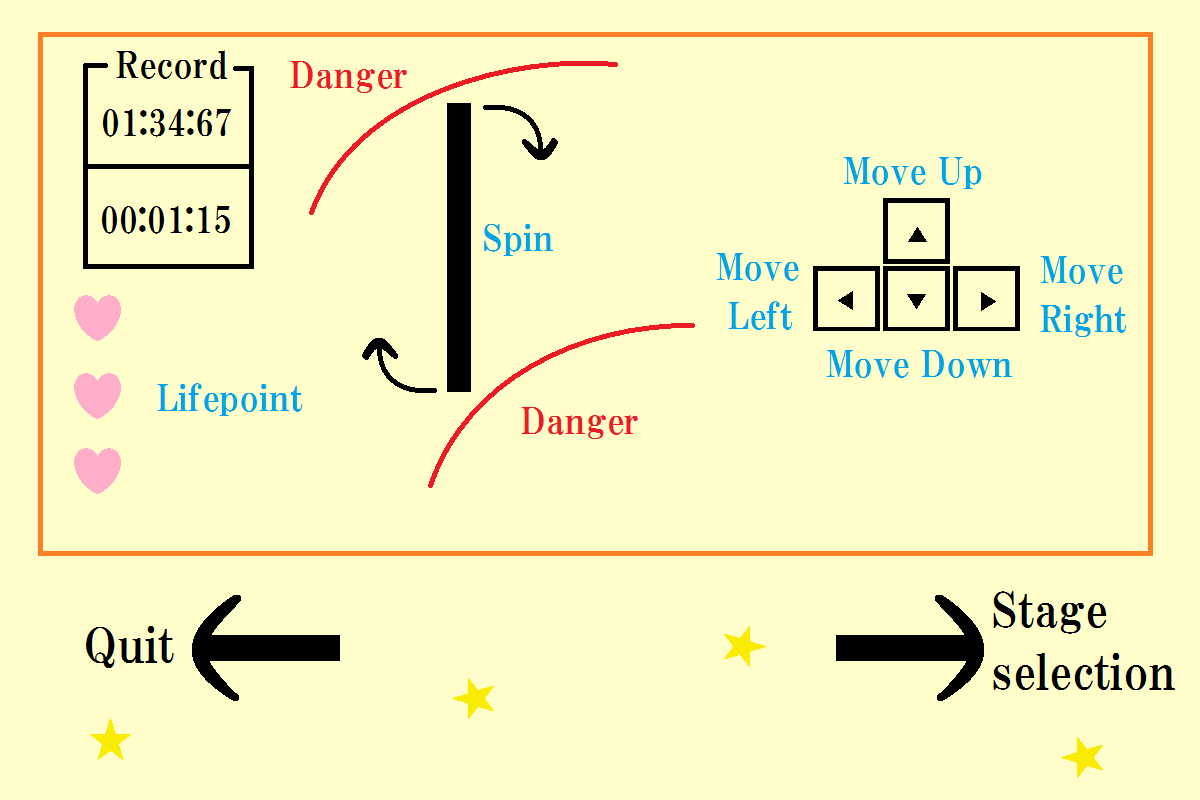 Record
01:34:67
00:01:15
Danger
Spin
Lifepoint
Danger
Move Up
Move
Left
Move
Right
Move Down
Quit
Stage
selection